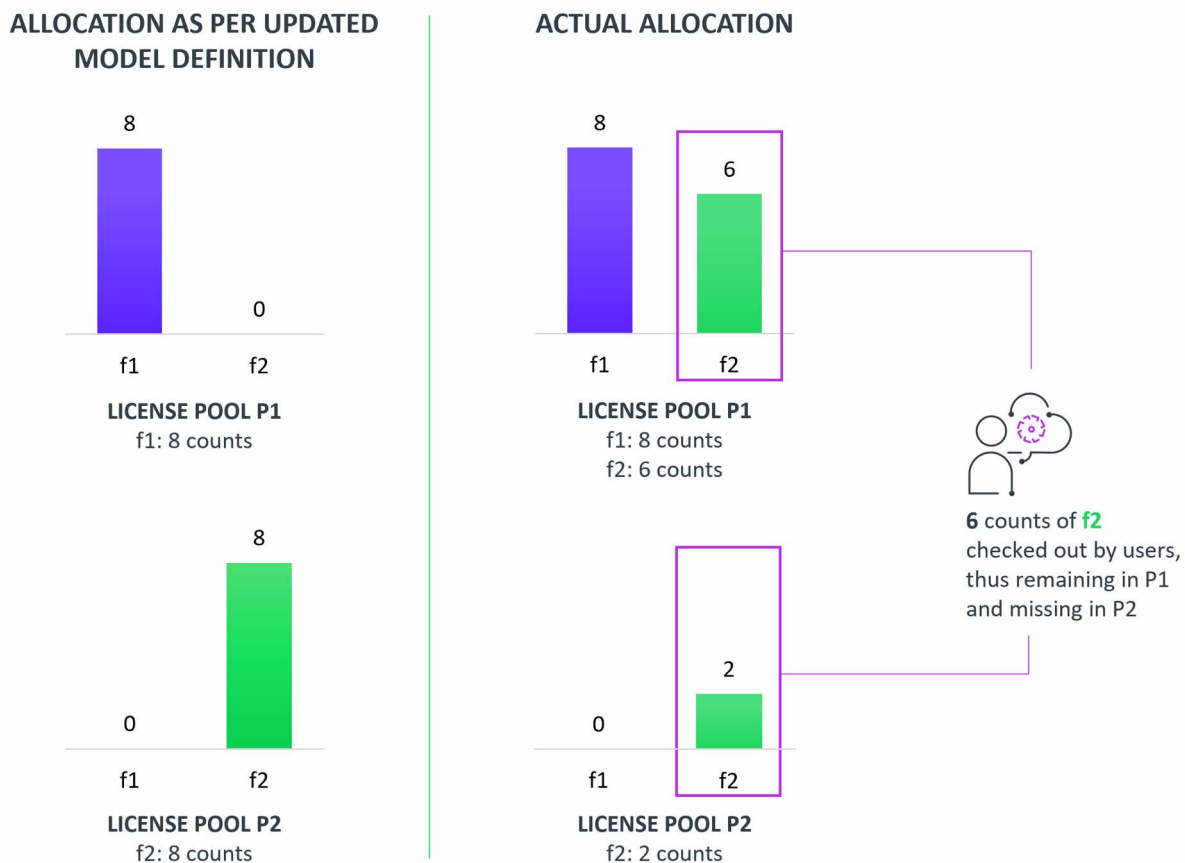 ALLOCATION AS PER UPDATED
MODEL DEFINITION
8
0
f1 f2
LICENSE POOL P1
f1: 8 counts
8
0
f1 f2
LICENSE POOL P2
f2: 8 counts
ACTUAL ALLOCATION
8
6
f1 f2
LICENSE POOL P1
f1: 8 counts
f2: 6 counts
2
0
f1 f2
LICENSE POOL P2
f2: 2 counts
6 counts of f2
checked out by users,
thus remaining in P1
and missing in P2